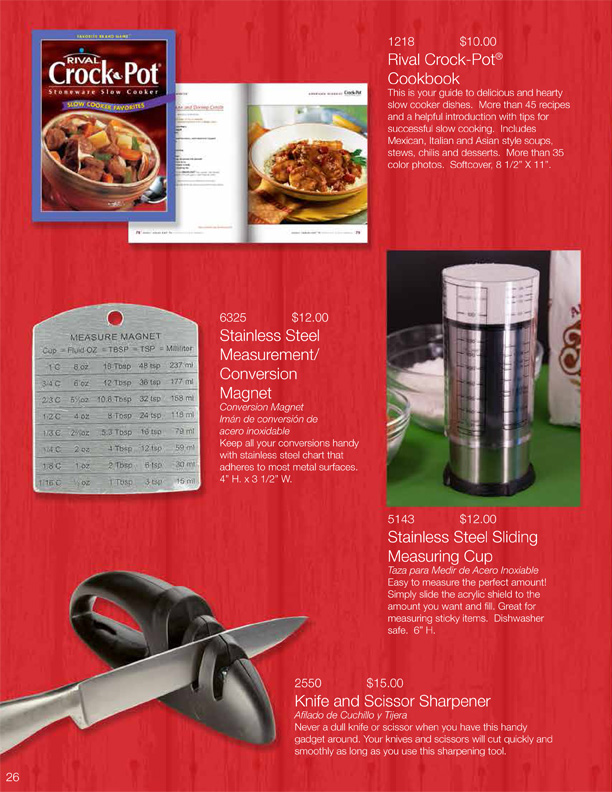 FAVORITE BRAND NAME™
RIVAL
Crock•Pot®
Stoneware Slow Cooker
SLOW COOKER FAVORITES
Crock•Pot
1218 $10.00
Rival Crock-Pot®
Cookbook
This is your guide to delicious and hearty
slow cooker dishes. More than 45 recipes
and a helpful introduction with tips for
successful slow cooking. Includes
Mexican, Italian and Asian style soups,
stews, chilis and desserts. More than 35
color photos. Softcover, 8 1/2" X 11".
MEASURE MAGNET
Cup = Fluid OZ = TBSP = TSP = Milliliter
1 C 8 oz 16 Tbsp 48 tsp 237 ml
3/4 C 6 oz 12 Tbsp 36 tsp 177 ml
2/3 C 5⅓oz 10.6 Tbsp 32 tsp 158 ml
1/2 C 4 oz 8 Tbsp 24 tsp 118 ml
1/3 C 2⅔oz 5.3 Tbsp 16 tsp 79 ml
1/4 C 2 oz 4 Tbsp 12 tsp 59 ml
1/8 C 1 oz 2 Tbsp 6 tsp 30 ml
1/16 C ½ oz 1 Tbsp 3 tsp 15 ml
6325 $12.00
Stainless Steel
Measurement/
Conversion
Magnet
Conversion Magnet
Imán de conversión de
acero inoxidable
Keep all your conversions handy
with stainless steel chart that
adheres to most metal surfaces.
4" H. x 3 1/2" W.
5143 $12.00
Stainless Steel Sliding
Measuring Cup
Taza para Medir de Acero Inoxiable
Easy to measure the perfect amount!
Simply slide the acrylic shield to the
amount you want and fill. Great for
measuring sticky items. Dishwasher
safe. 6" H.
2550 $15.00
Knife and Scissor Sharpener
Afilado de Cuchillo y Tijera
Never a dull knife or scissor when you have this handy
gadget around. Your knives and scissors will cut quickly and
smoothly as long as you use this sharpening tool.
26